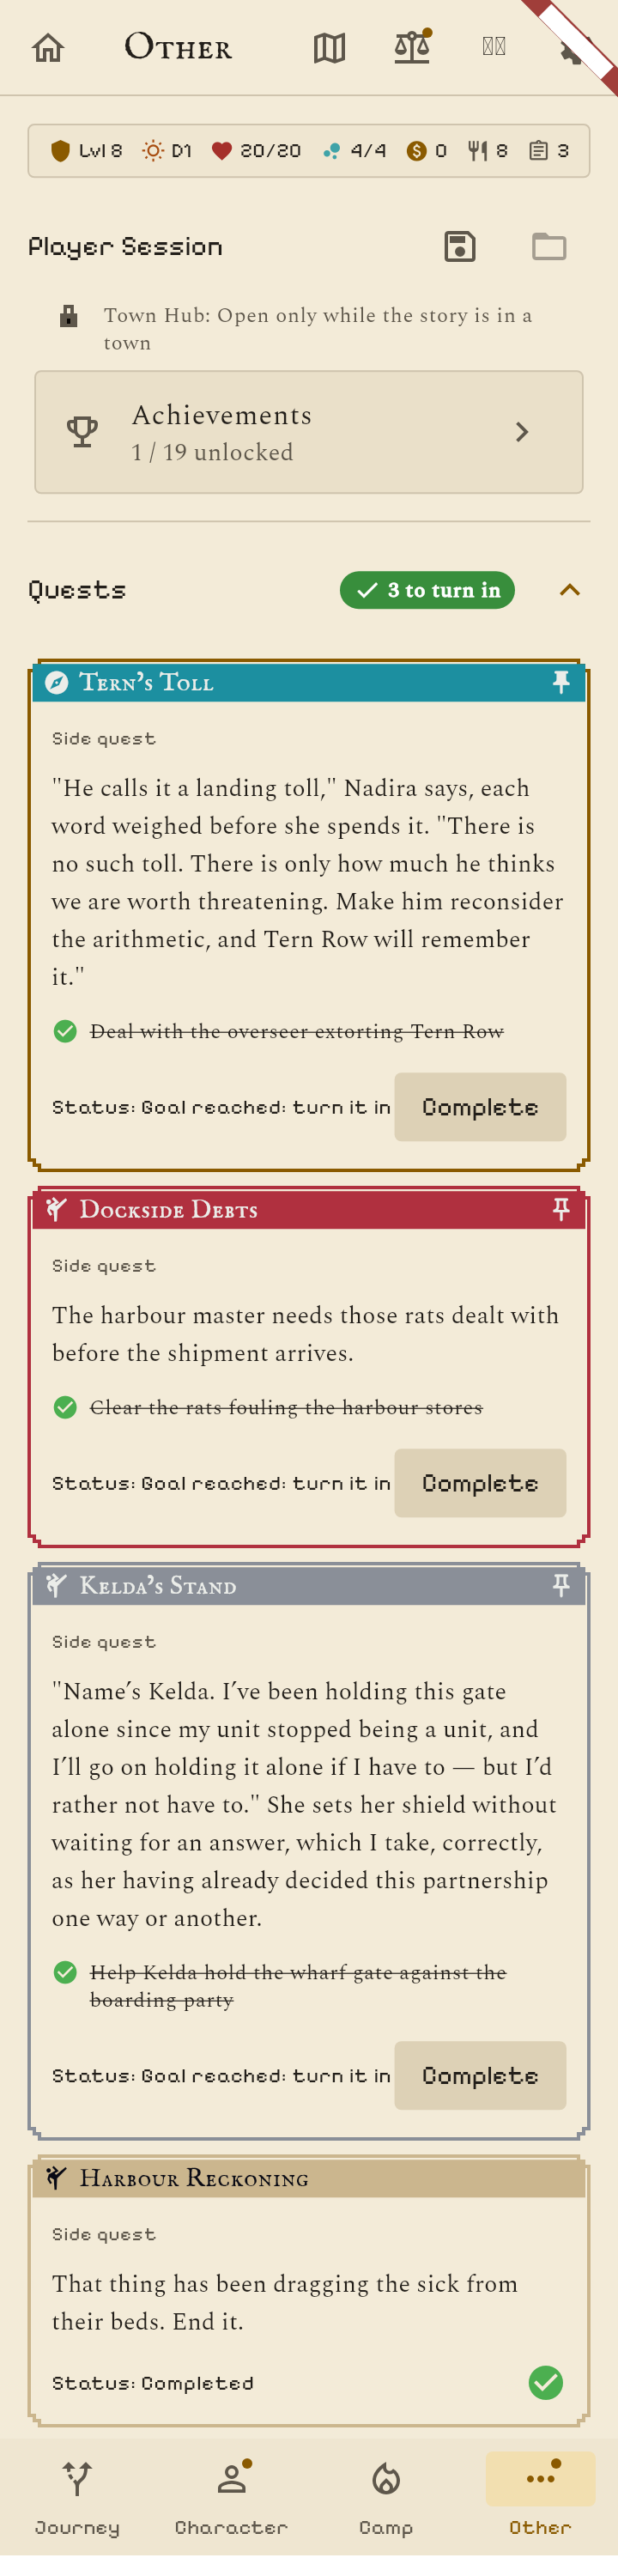 Other
Lvl 8 D1 20/20 4/4 0 8 3
Player Session
Town Hub: Open only while the story is in a
town
Achievements
1 / 19 unlocked
Quests
3 to turn in
Tern's Toll
Side quest
"He calls it a landing toll," Nadira says, each
word weighed before she spends it. "There is
no such toll. There is only how much he thinks
we are worth threatening. Make him reconsider
the arithmetic, and Tern Row will remember
it."
Deal with the overseer extorting Tern Row
Status: Goal reached: turn it in
Complete
Dockside Debts
Side quest
The harbour master needs those rats dealt with
before the shipment arrives.
Clear the rats fouling the harbour stores
Status: Goal reached: turn it in
Complete
Kelda's Stand
Side quest
"Name's Kelda. I've been holding this gate
alone since my unit stopped being a unit, and
I'll go on holding it alone if I have to — but I'd
rather not have to." She sets her shield without
waiting for an answer, which I take, correctly,
as her having already decided this partnership
one way or another.
Help Kelda hold the wharf gate against the
boarding party
Status: Goal reached: turn it in
Complete
Harbour Reckoning
Side quest
That thing has been dragging the sick from
their beds. End it.
Status: Completed
Journey
Character
Camp
Other